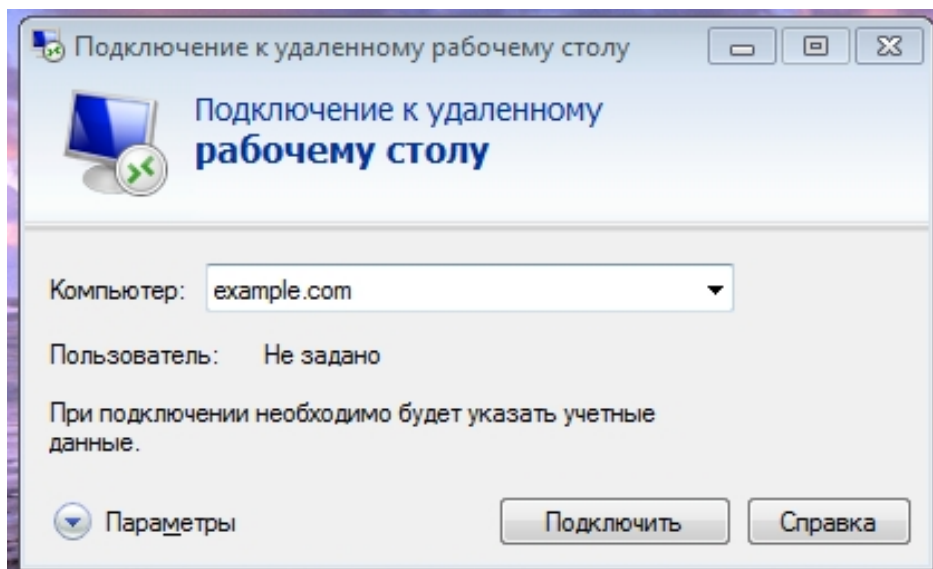 Подключение к удаленному рабочему столу
Подключение к удаленному
рабочему столу
Компьютер: example.com
Пользователь: Не задано
При подключении необходимо будет указать учетные
данные.
Параметры Подключить Справка